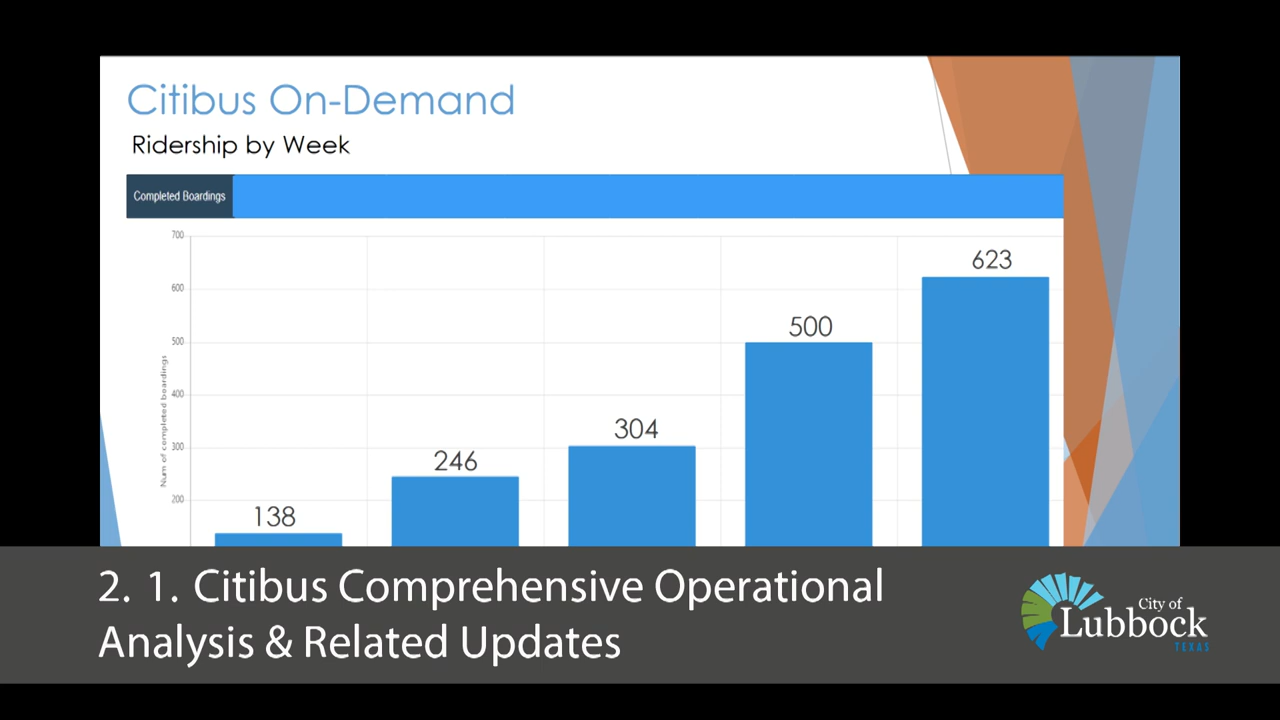 Citibus On-Demand
Ridership by Week
Completed Boardings
700
600
500
400
300
200
Num of completed boardings
138
246
304
500
623
2. 1. Citibus Comprehensive Operational
Analysis & Related Updates
City of
Lubbock
TEXAS